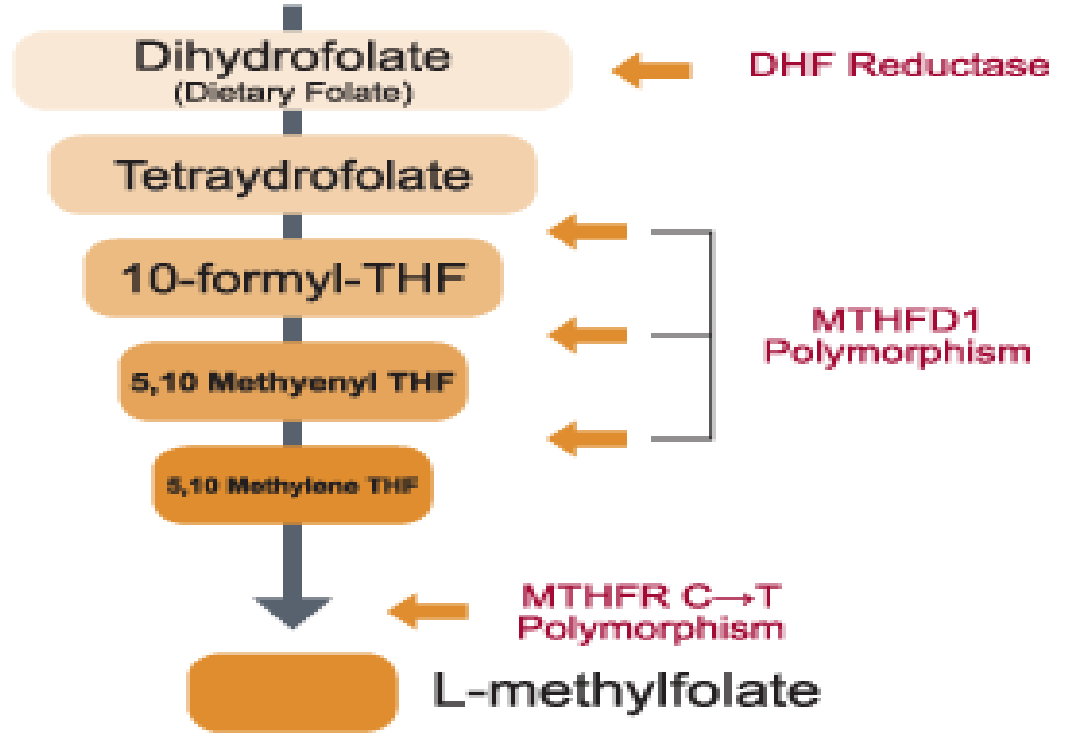 Dihydrofolate
(Dietary Folate)
DHF Reductase
Tetraydrofolate
10-formyl-THF
MTHFD1
Polymorphism
5,10 Methyenyl THF
5,10 Methylene THF
MTHFR C→T
Polymorphism
L-methylfolate